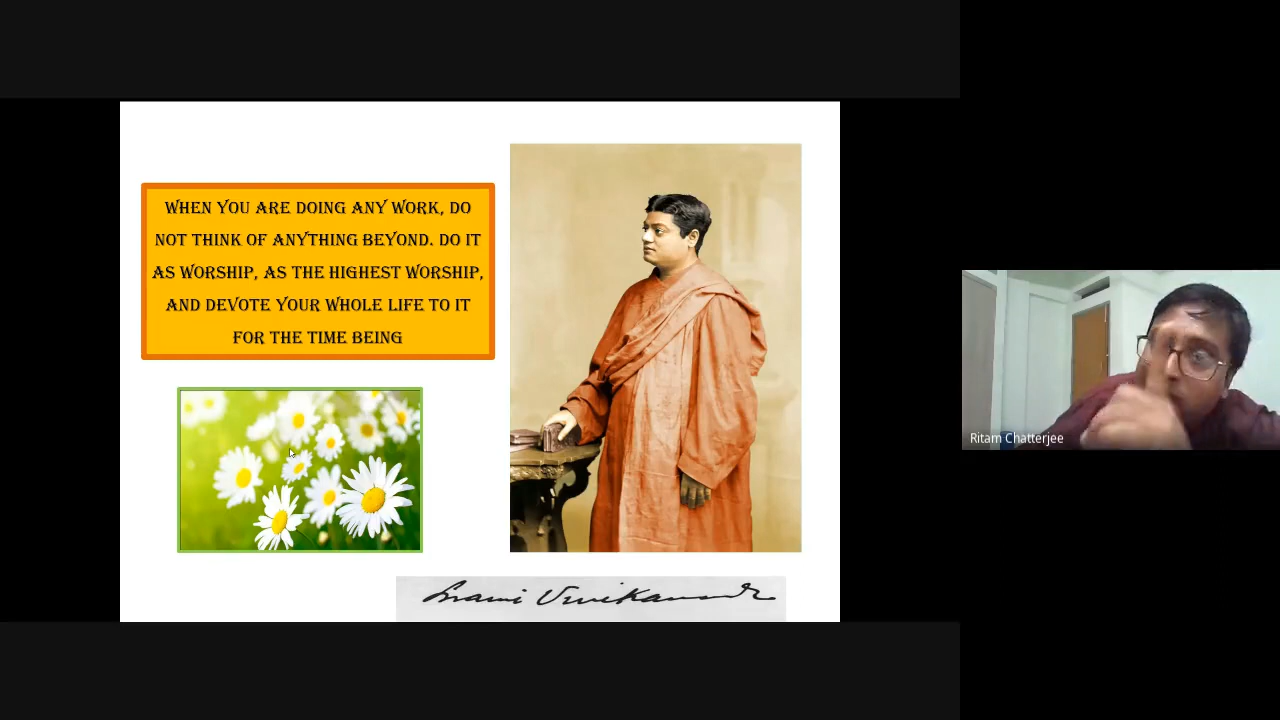 WHEN YOU ARE DOING ANY WORK, DO
NOT THINK OF ANYTHING BEYOND. DO IT
AS WORSHIP, AS THE HIGHEST WORSHIP,
AND DEVOTE YOUR WHOLE LIFE TO IT
FOR THE TIME BEING
Swami Vivekananda
Ritam Chatterjee